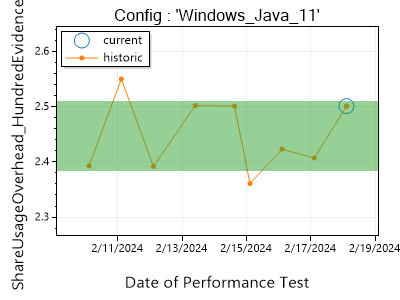 Config : 'Windows_Java_11'
current
historic
ShareUsageOverhead_HundredEvidence
2.6
2.5
2.4
2.3
2/11/2024
2/13/2024
2/15/2024
2/17/2024
2/19/2024
Date of Performance Test